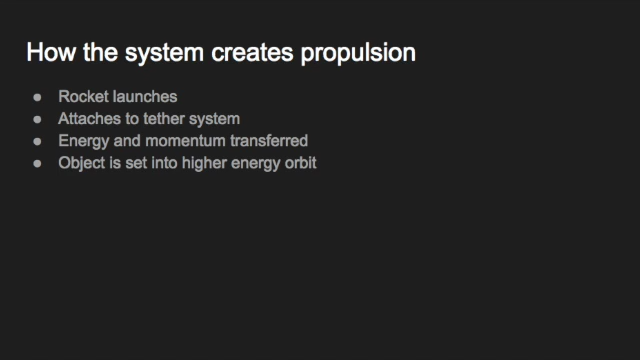 How the system creates propulsion
● Rocket launches
● Attaches to tether system
● Energy and momentum transferred
● Object is set into higher energy orbit